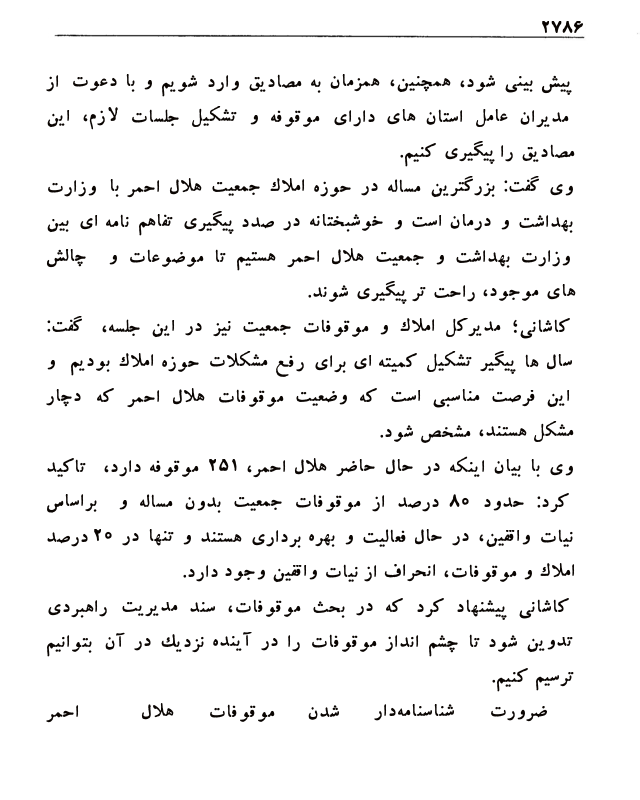 ۲۷۸۶
پیش بینی شود، همچنین، همزمان به مصادیق وارد شویم و با دعوت از
مدیران عامل استان های دارای موقوفه و تشکیل جلسات لازم، این
مصادیق را پیگیری کنیم.
وی گفت: بزرگترین مساله در حوزه املاك جمعیت هلال احمر با وزارت
بهداشت و درمان است و خوشبختانه در صدد پیگیری تفاهم نامه ای بین
وزارت بهداشت و جمعیت هلال احمر هستیم تا موضوعات و چالش
های موجود، راحت تر پیگیری شوند.
کاشانی؛ مدیرکل املاك و موقوفات جمعیت نیز در این جلسه، گفت:
سال ها پیگیر تشکیل کمیته ای برای رفع مشکلات حوزه املاك بودیم و
این فرصت مناسبی است که وضعیت موقوفات هلال احمر که دچار
مشکل هستند، مشخص شود.
وی با بیان اینکه در حال حاضر هلال احمر، ۲۵۱ موقوفه دارد، تاکید
کرد: حدود ۸۰ درصد از موقوفات جمعیت بدون مساله و براساس
نیات واقفین، در حال فعالیت و بهره برداری هستند و تنها در ۲۰ درصد
املاك و موقوفات، انحراف از نیات واقفین وجود دارد.
کاشانی پیشنهاد کرد که در بحث موقوفات، سند مدیریت راهبردی
تدوین شود تا چشم انداز موقوفات را در آینده نزدیك در آن بتوانیم
ترسیم کنیم.
ضرورت شناسنامه‌دار شدن موقوفات هلال احمر